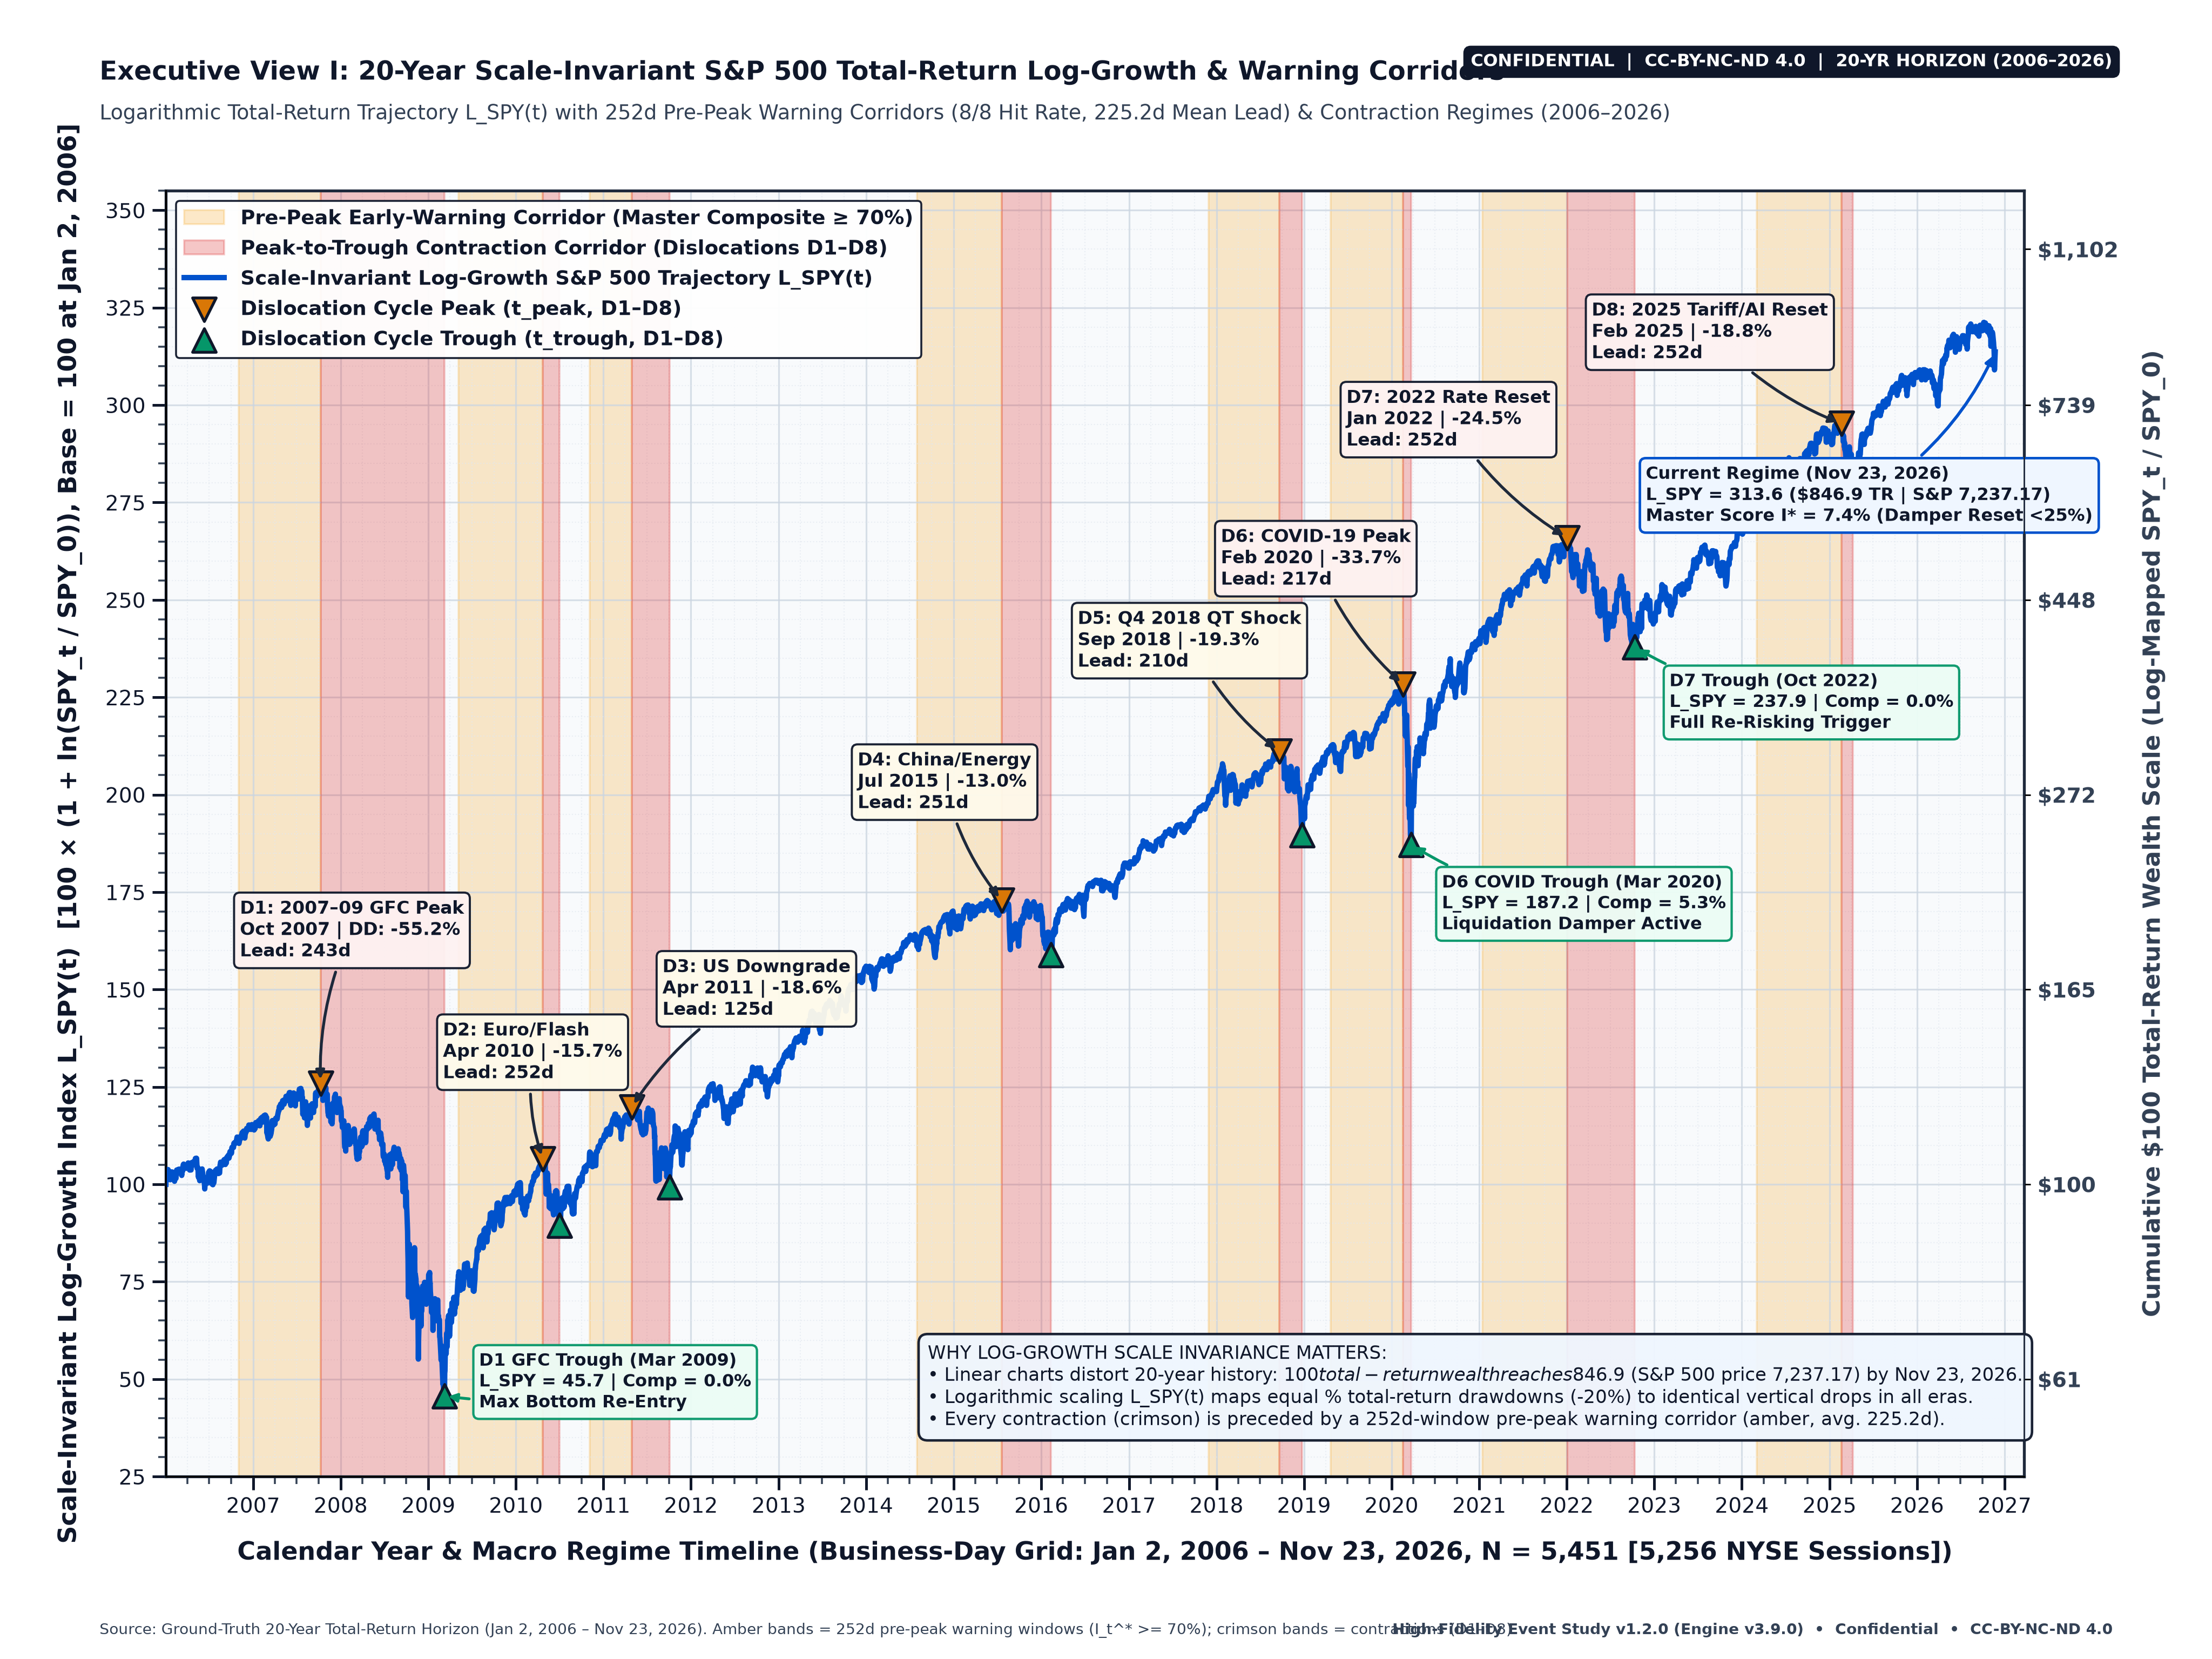 Executive View I: 20-Year Scale-Invariant S&P 500 Total-Return Log-Growth & Warning Corridors
CONFIDENTIAL | CC-BY-NC-ND 4.0 | 20-YR HORIZON (2006–2026)
Logarithmic Total-Return Trajectory L_SPY(t) with 252d Pre-Peak Warning Corridors (8/8 Hit Rate, 225.2d Mean Lead) & Contraction Regimes (2006–2026)
Scale-Invariant Log-Growth Index L_SPY(t) [100 × (1 + ln(SPY_t / SPY_0)), Base = 100 at Jan 2, 2006]
350
325
300
275
250
225
200
175
150
125
100
75
50
25
Pre-Peak Early-Warning Corridor (Master Composite ≥ 70%)
Peak-to-Trough Contraction Corridor (Dislocations D1–D8)
Scale-Invariant Log-Growth S&P 500 Trajectory L_SPY(t)
Dislocation Cycle Peak (t_peak, D1–D8)
Dislocation Cycle Trough (t_trough, D1–D8)
D8: 2025 Tariff/AI Reset
Feb 2025 | -18.8%
Lead: 252d
D7: 2022 Rate Reset
Jan 2022 | -24.5%
Lead: 252d
Current Regime (Nov 23, 2026)
L_SPY = 313.6 ($846.9 TR | S&P 7,237.17)
Master Score I* = 7.4% (Damper Reset <25%)
D6: COVID-19 Peak
Feb 2020 | -33.7%
Lead: 217d
D5: Q4 2018 QT Shock
Sep 2018 | -19.3%
Lead: 210d
D7 Trough (Oct 2022)
L_SPY = 237.9 | Comp = 0.0%
Full Re-Risking Trigger
D4: China/Energy
Jul 2015 | -13.0%
Lead: 251d
D6 COVID Trough (Mar 2020)
L_SPY = 187.2 | Comp = 5.3%
Liquidation Damper Active
D1: 2007–09 GFC Peak
Oct 2007 | DD: -55.2%
Lead: 243d
D3: US Downgrade
Apr 2011 | -18.6%
Lead: 125d
D2: Euro/Flash
Apr 2010 | -15.7%
Lead: 252d
D1 GFC Trough (Mar 2009)
L_SPY = 45.7 | Comp = 0.0%
Max Bottom Re-Entry
WHY LOG-GROWTH SCALE INVARIANCE MATTERS:
• Linear charts distort 20-year history: 100total−returnwealthreaches846.9 (S&P 500 price 7,237.17) by Nov 23, 2026.
• Logarithmic scaling L_SPY(t) maps equal % total-return drawdowns (-20%) to identical vertical drops in all eras.
• Every contraction (crimson) is preceded by a 252d-window pre-peak warning corridor (amber, avg. 225.2d).
$1,102
$739
$448
$272
$165
$100
$61
Cumulative $100 Total-Return Wealth Scale (Log-Mapped SPY_t / SPY_0)
2007 2008 2009 2010 2011 2012 2013 2014 2015 2016 2017 2018 2019 2020 2021 2022 2023 2024 2025 2026 2027
Calendar Year & Macro Regime Timeline (Business-Day Grid: Jan 2, 2006 – Nov 23, 2026, N = 5,451 [5,256 NYSE Sessions])
Source: Ground-Truth 20-Year Total-Return Horizon (Jan 2, 2006 – Nov 23, 2026). Amber bands = 252d pre-peak warning windows (I_t^* >= 70%); crimson bands = contractions (D1–D8).
High-Fidelity Event Study v1.2.0 (Engine v3.9.0) • Confidential • CC-BY-NC-ND 4.0